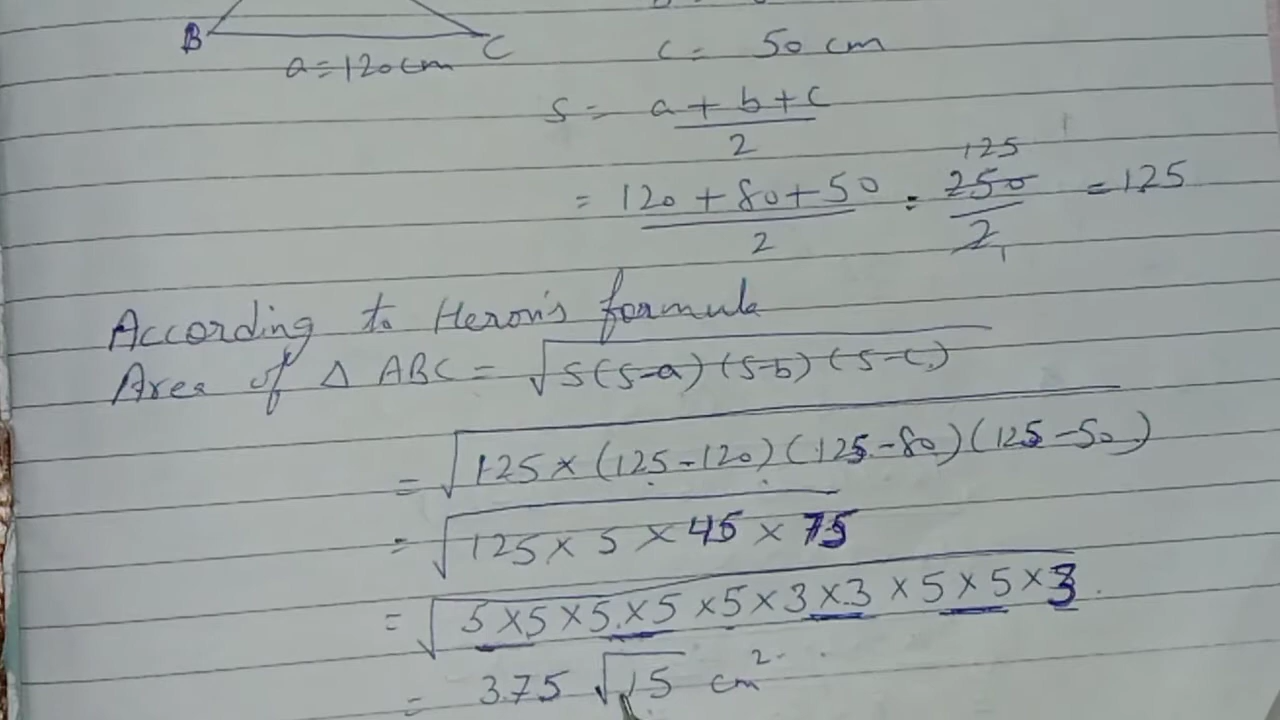 B C
a=120cm
c= 50 cm
s= a+b+c
2
= 120+80+50 = 250 =125
2 2
125
1
According to Heron's formula
Area of Δ ABC = √s(s-a)(s-b)(s-c)
= √125×(125-120)(125-80)(125-50)
= √125×5×45×75
= √5×5×5×5×5×3×3×5×5×3
= 375 √15 cm²